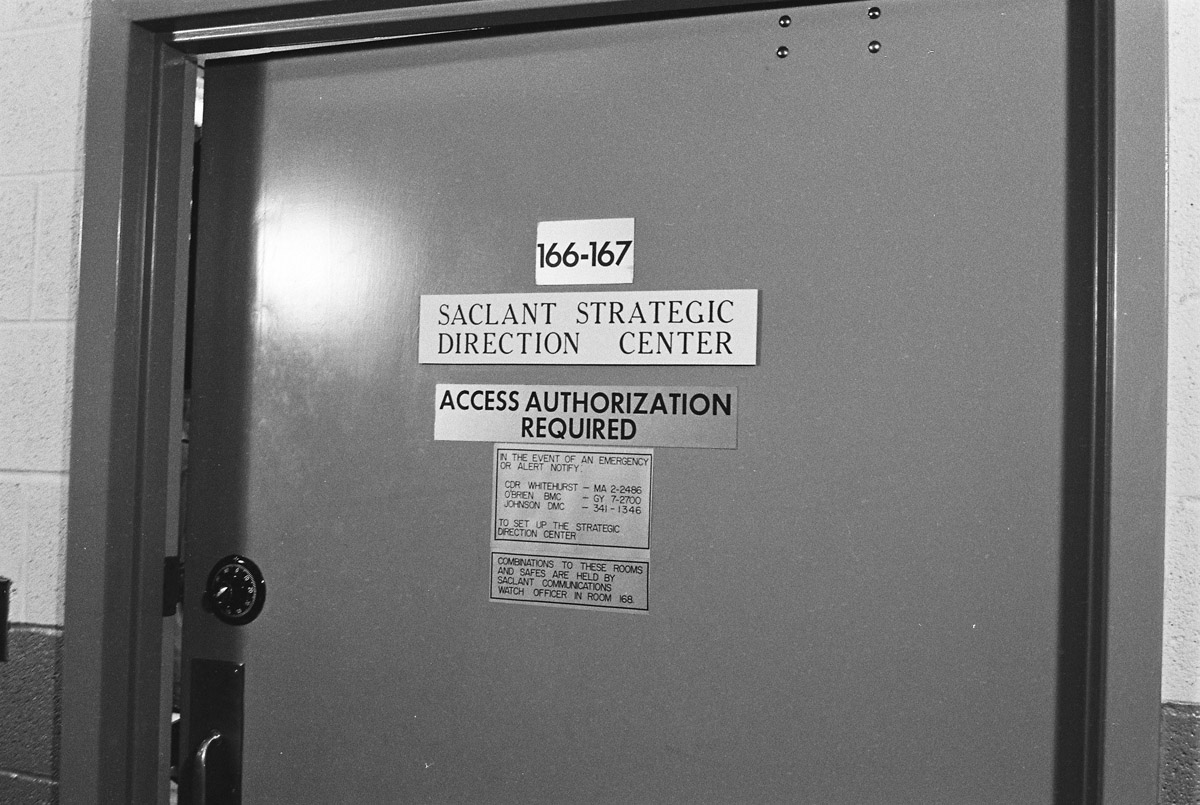 166-167
SACLANT STRATEGIC
DIRECTION CENTER
ACCESS AUTHORIZATION
REQUIRED
IN THE EVENT OF AN EMERGENCY
OR ALERT NOTIFY:
CDR WHITEHURST - MA 2-2486
O'BRIEN BMC - GY 7-2700
JOHNSON DMC - 341-1346
TO SET UP THE STRATEGIC
DIRECTION CENTER
COMBINATIONS TO THESE ROOMS
AND SAFES ARE HELD BY
SACLANT COMMUNICATIONS
WATCH OFFICER IN ROOM 168.